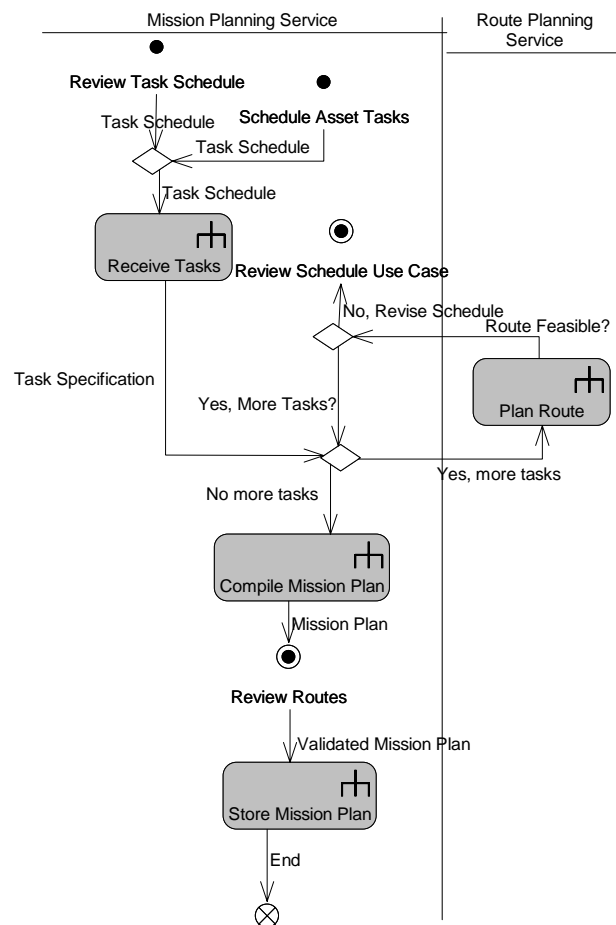 Mission Planning Service
Route Planning
Service
Review Task Schedule
Schedule Asset Tasks
Task Schedule
Task Schedule
Task Schedule
Receive Tasks
Review Schedule Use Case
No, Revise Schedule
Route Feasible?
Task Specification
Yes, More Tasks?
Plan Route
Yes, more tasks
No more tasks
Compile Mission Plan
Mission Plan
Review Routes
Validated Mission Plan
Store Mission Plan
End